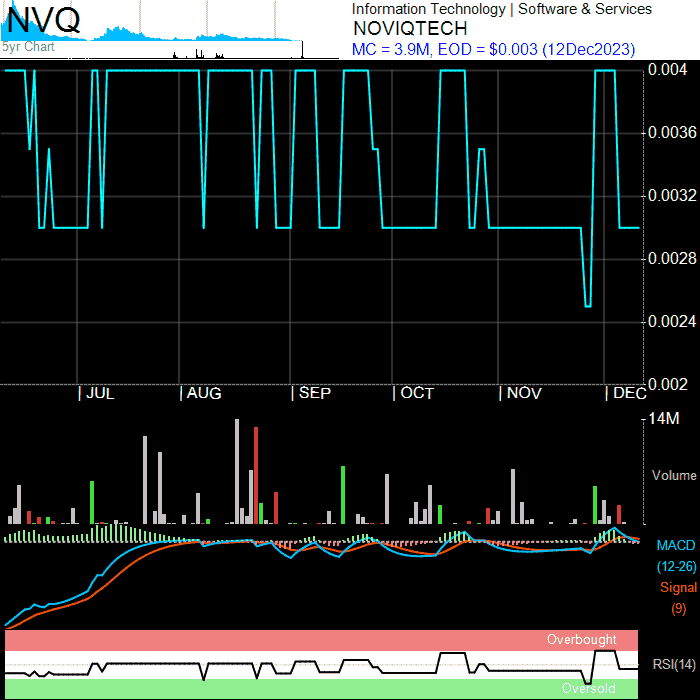 NVQ
5yr Chart
Information Technology | Software & Services
NOVIQTECH
MC = 3.9M, EOD = $0.003 (12Dec2023)
0.004
0.0036
0.0032
0.0028
0.0024
0.002
| JUL | AUG | SEP | OCT | NOV | DEC
14M
Volume
MACD
(12-26)
Signal
(9)
Overbought
RSI(14)
Oversold